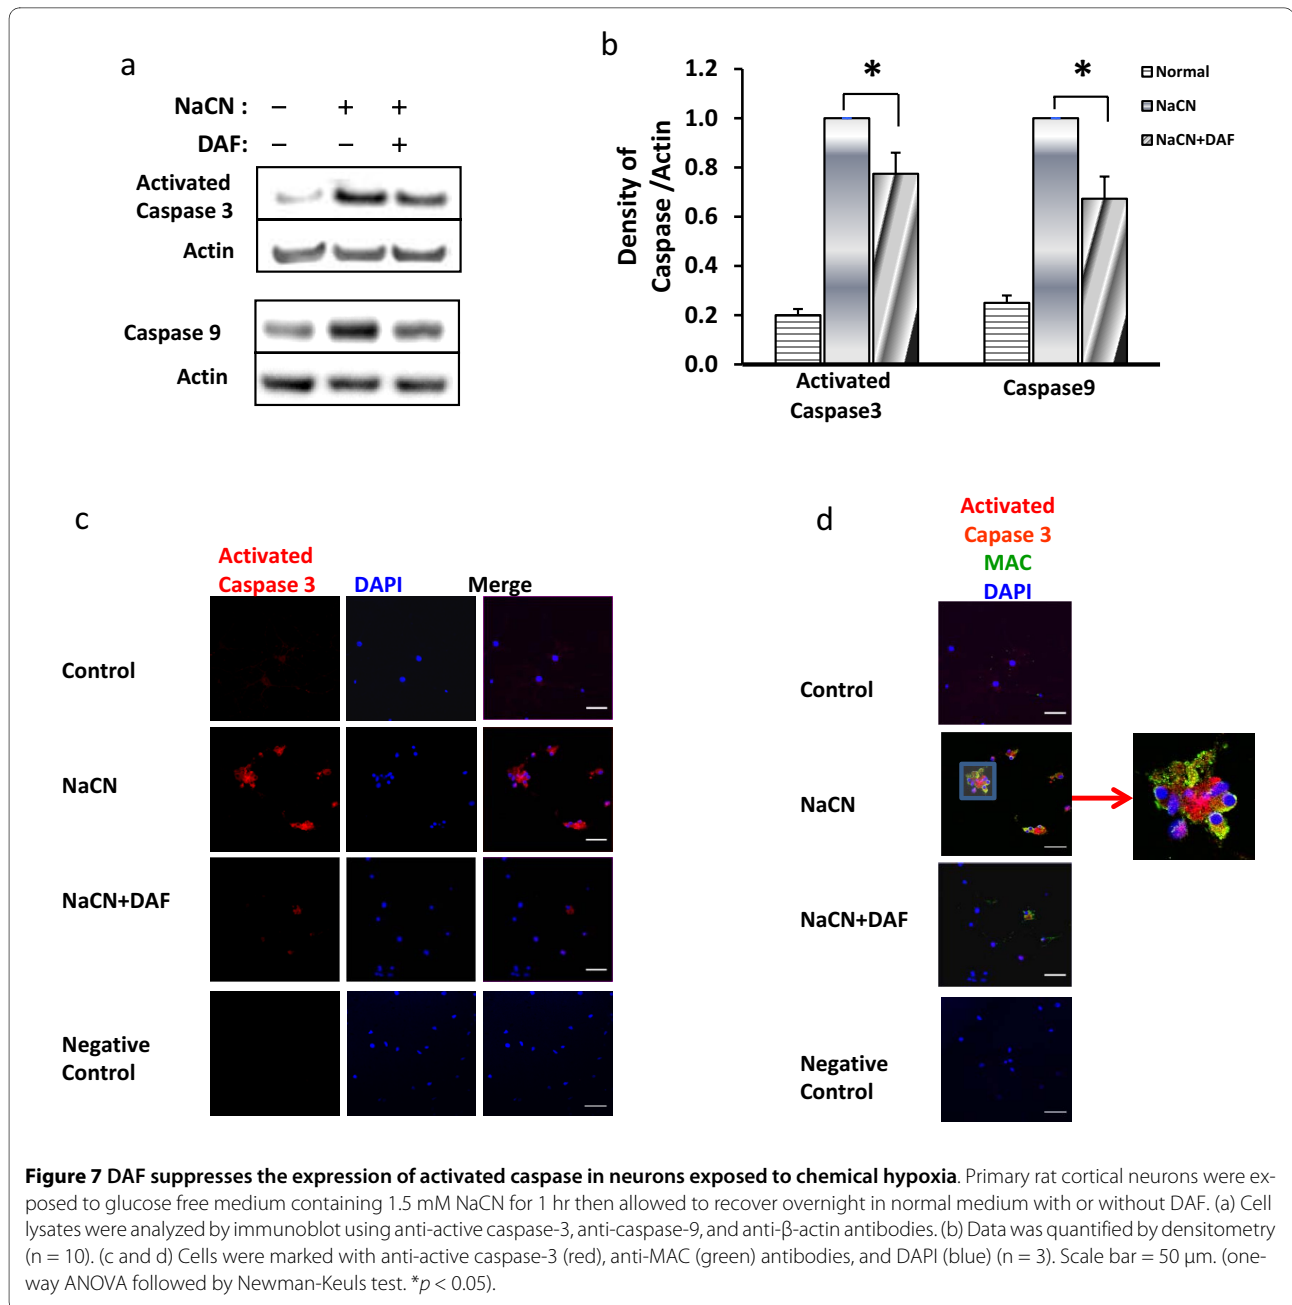 a
NaCN : – + +
DAF: – – +
Activated
Caspase 3
Actin
Caspase 9
Actin
b
Density of
Caspase /Actin
1.2
1.0
0.8
0.6
0.4
0.2
0.0
*
*
Normal
NaCN
NaCN+DAF
Activated
Caspase3
Caspase9
c
Activated
Caspase 3
DAPI
Merge
Control
NaCN
NaCN+DAF
Negative
Control
d
Activated
Capase 3
MAC
DAPI
Control
NaCN
NaCN+DAF
Negative
Control
Figure 7 DAF suppresses the expression of activated caspase in neurons exposed to chemical hypoxia. Primary rat cortical neurons were ex-
posed to glucose free medium containing 1.5 mM NaCN for 1 hr then allowed to recover overnight in normal medium with or without DAF. (a) Cell
lysates were analyzed by immunoblot using anti-active caspase-3, anti-caspase-9, and anti-β-actin antibodies. (b) Data was quantified by densitometry
(n = 10). (c and d) Cells were marked with anti-active caspase-3 (red), anti-MAC (green) antibodies, and DAPI (blue) (n = 3). Scale bar = 50 μm. (one-
way ANOVA followed by Newman-Keuls test. *p < 0.05).